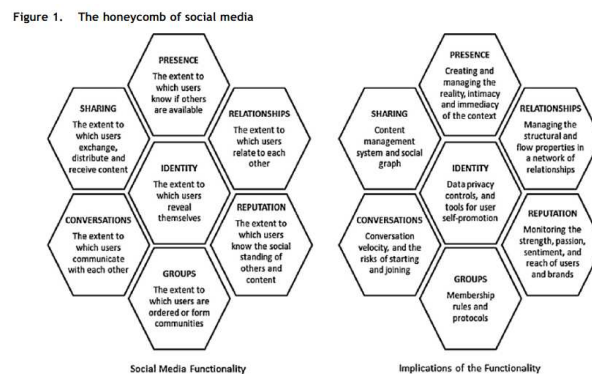 Figure 1. The honeycomb of social media
PRESENCE
The extent to
which users
know if others
are available
SHARING
The extent to
which users
exchange,
distribute and
receive content
RELATIONSHIPS
The extent to
which users
relate to each
other
IDENTITY
The extent to
which users
reveal
themselves
CONVERSATIONS
The extent to
which users
communicate
with each other
REPUTATION
The extent to
which users
know the social
standing of
others and
content
GROUPS
The extent to
which users are
ordered or form
communities
Social Media Functionality
PRESENCE
Creating and
managing the
reality, intimacy
and immediacy
of the context
SHARING
Content
management
system and social
graph
RELATIONSHIPS
Managing the
structural and
flow properties in
a network of
relationships
IDENTITY
Data privacy
controls, and
tools for user
self-promotion
CONVERSATIONS
Conversation
velocity, and the
risks of starting
and joining
REPUTATION
Monitoring the
strength, passion,
sentiment, and
reach of users
and brands
GROUPS
Membership
rules and
protocols
Implications of the Functionality